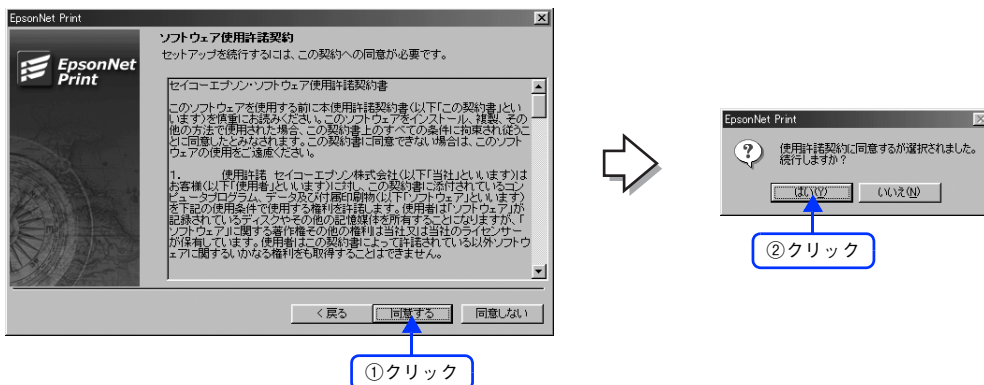 EpsonNet Print
EpsonNet
Print
ソフトウェア使用許諾契約
セットアップを続行するには、この契約への同意が必要です。
セイコーエプソン・ソフトウェア使用許諾契約書
このソフトウェアを使用する前に本使用許諾契約書（以下「この契約書」とい
います）を慎重にお読みください。このソフトウェアをインストール、複製、その
他の方法で使用された場合、この契約書上のすべての条件に拘束され従うこ
とに同意したとみなされます。この契約書に同意できない場合は、このソフト
ウェアの使用をご遠慮ください。
1.　　使用許諾 セイコーエプソン株式会社（以下「当社」といいます）は
お客様（以下「使用者」といいます）に対し、この契約書に添付されているコン
ピュータプログラム、データ及び付属印刷物（以下「ソフトウェア」といいます）
を下記の使用条件で使用する権利を許諾します。使用者は「ソフトウェア」が
記録されているディスクやその他の記憶媒体を所有することになりますが、「
ソフトウェア」に関する著作権その他の権利は当社又は当社のライセンサー
が保有しています。使用者はこの契約書によって許諾されている以外ソフトウ
ェアに関するいかなる権利をも取得することはできません。
< 戻る
同意する
同意しない
①クリック
EpsonNet Print
使用許諾契約に同意するが選択されました。
続行しますか？
はい(Y)
いいえ(N)
②クリック